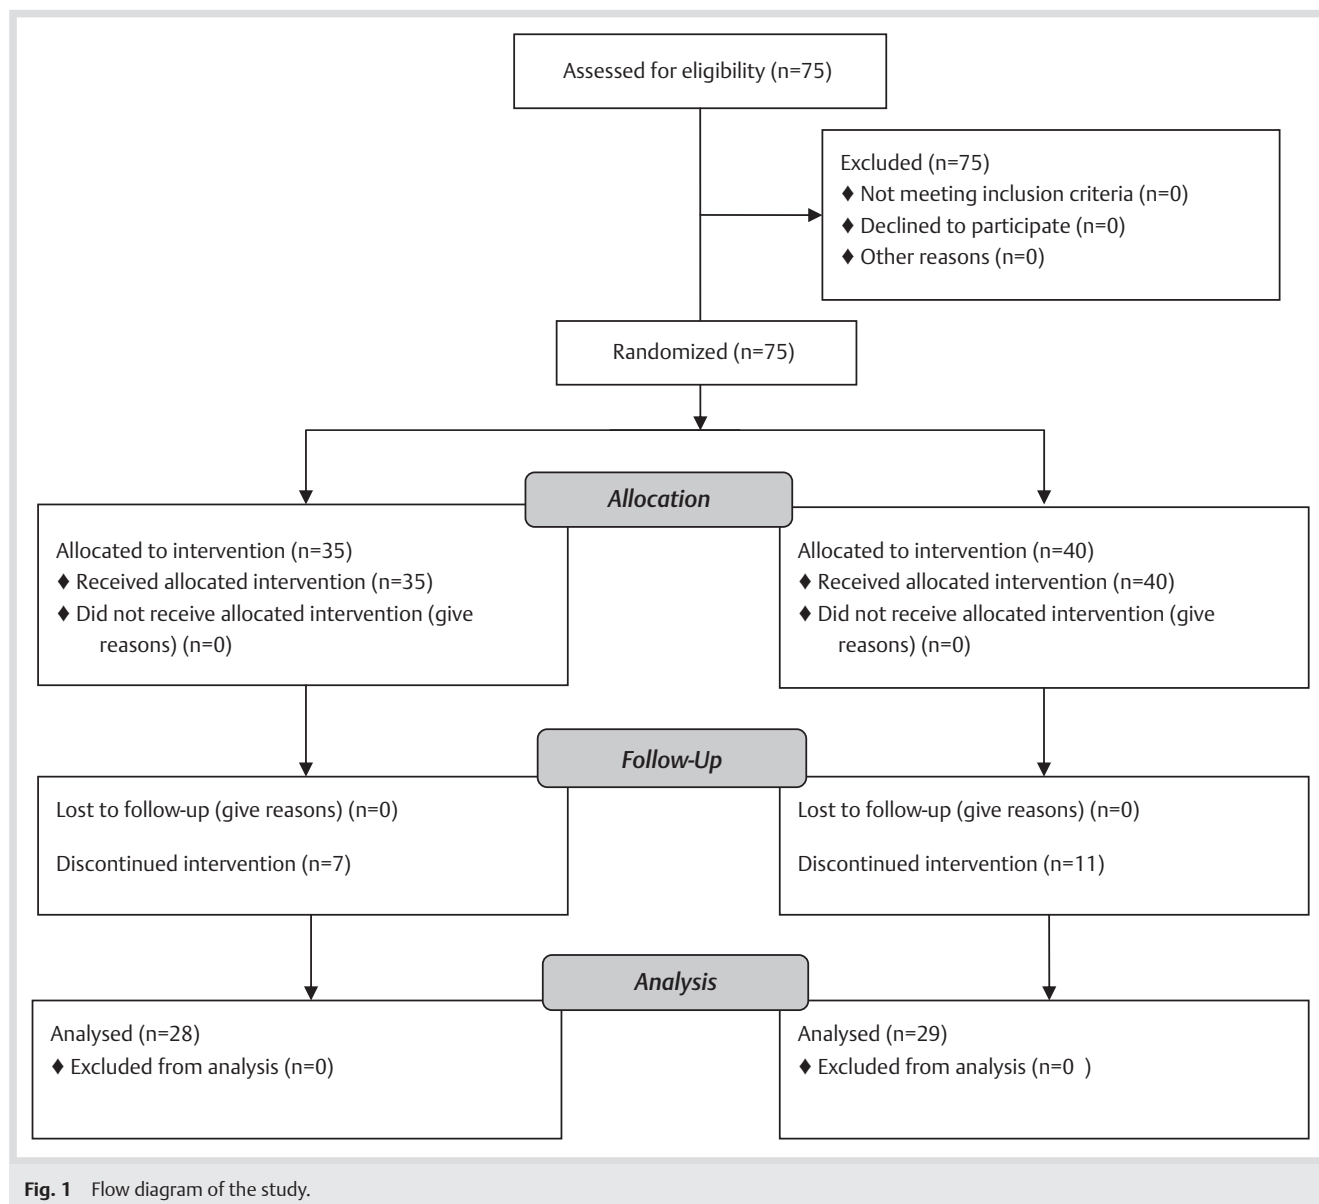 Assessed for eligibility (n=75)
Excluded (n=75)
♦ Not meeting inclusion criteria (n=0)
♦ Declined to participate (n=0)
♦ Other reasons (n=0)
Randomized (n=75)
Allocation
Allocated to intervention (n=35)
♦ Received allocated intervention (n=35)
♦ Did not receive allocated intervention (give
reasons) (n=0)
Allocated to intervention (n=40)
♦ Received allocated intervention (n=40)
♦ Did not receive allocated intervention (give
reasons) (n=0)
Follow-Up
Lost to follow-up (give reasons) (n=0)
Discontinued intervention (n=7)
Lost to follow-up (give reasons) (n=0)
Discontinued intervention (n=11)
Analysis
Analysed (n=28)
♦ Excluded from analysis (n=0)
Analysed (n=29)
♦ Excluded from analysis (n=0 )
Fig. 1 Flow diagram of the study.